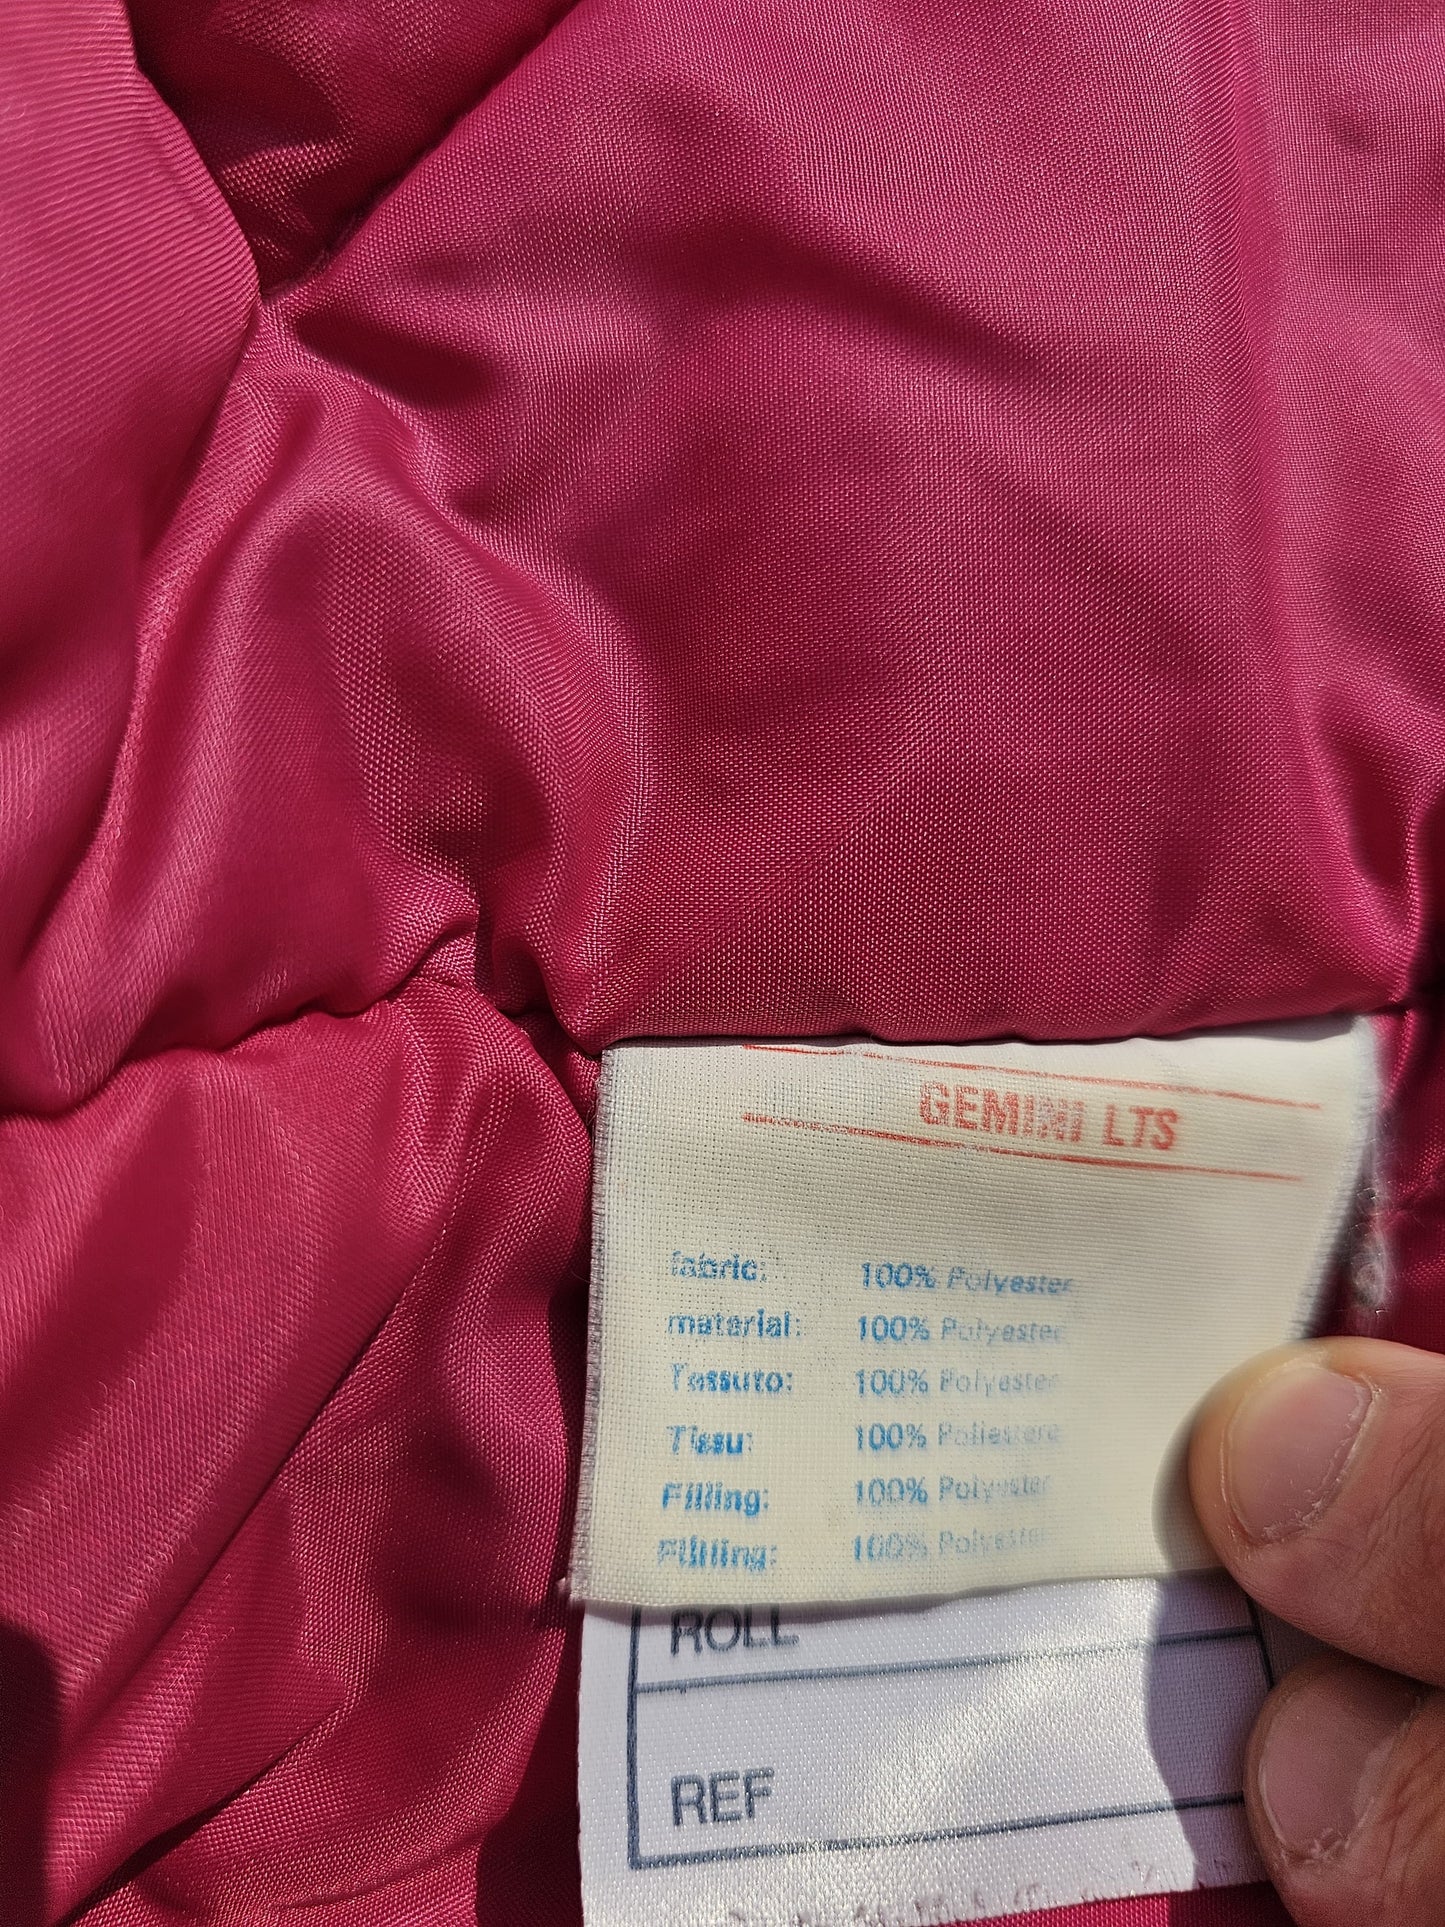 GEMINI LTS
fabric: 100% Polyester
material: 100% Polyester
Tessuto: 100% Polyester
Tissu: 100% Poliestere
Filling: 100% Polyester
Filling: 100% Polyester
ROLL
REF